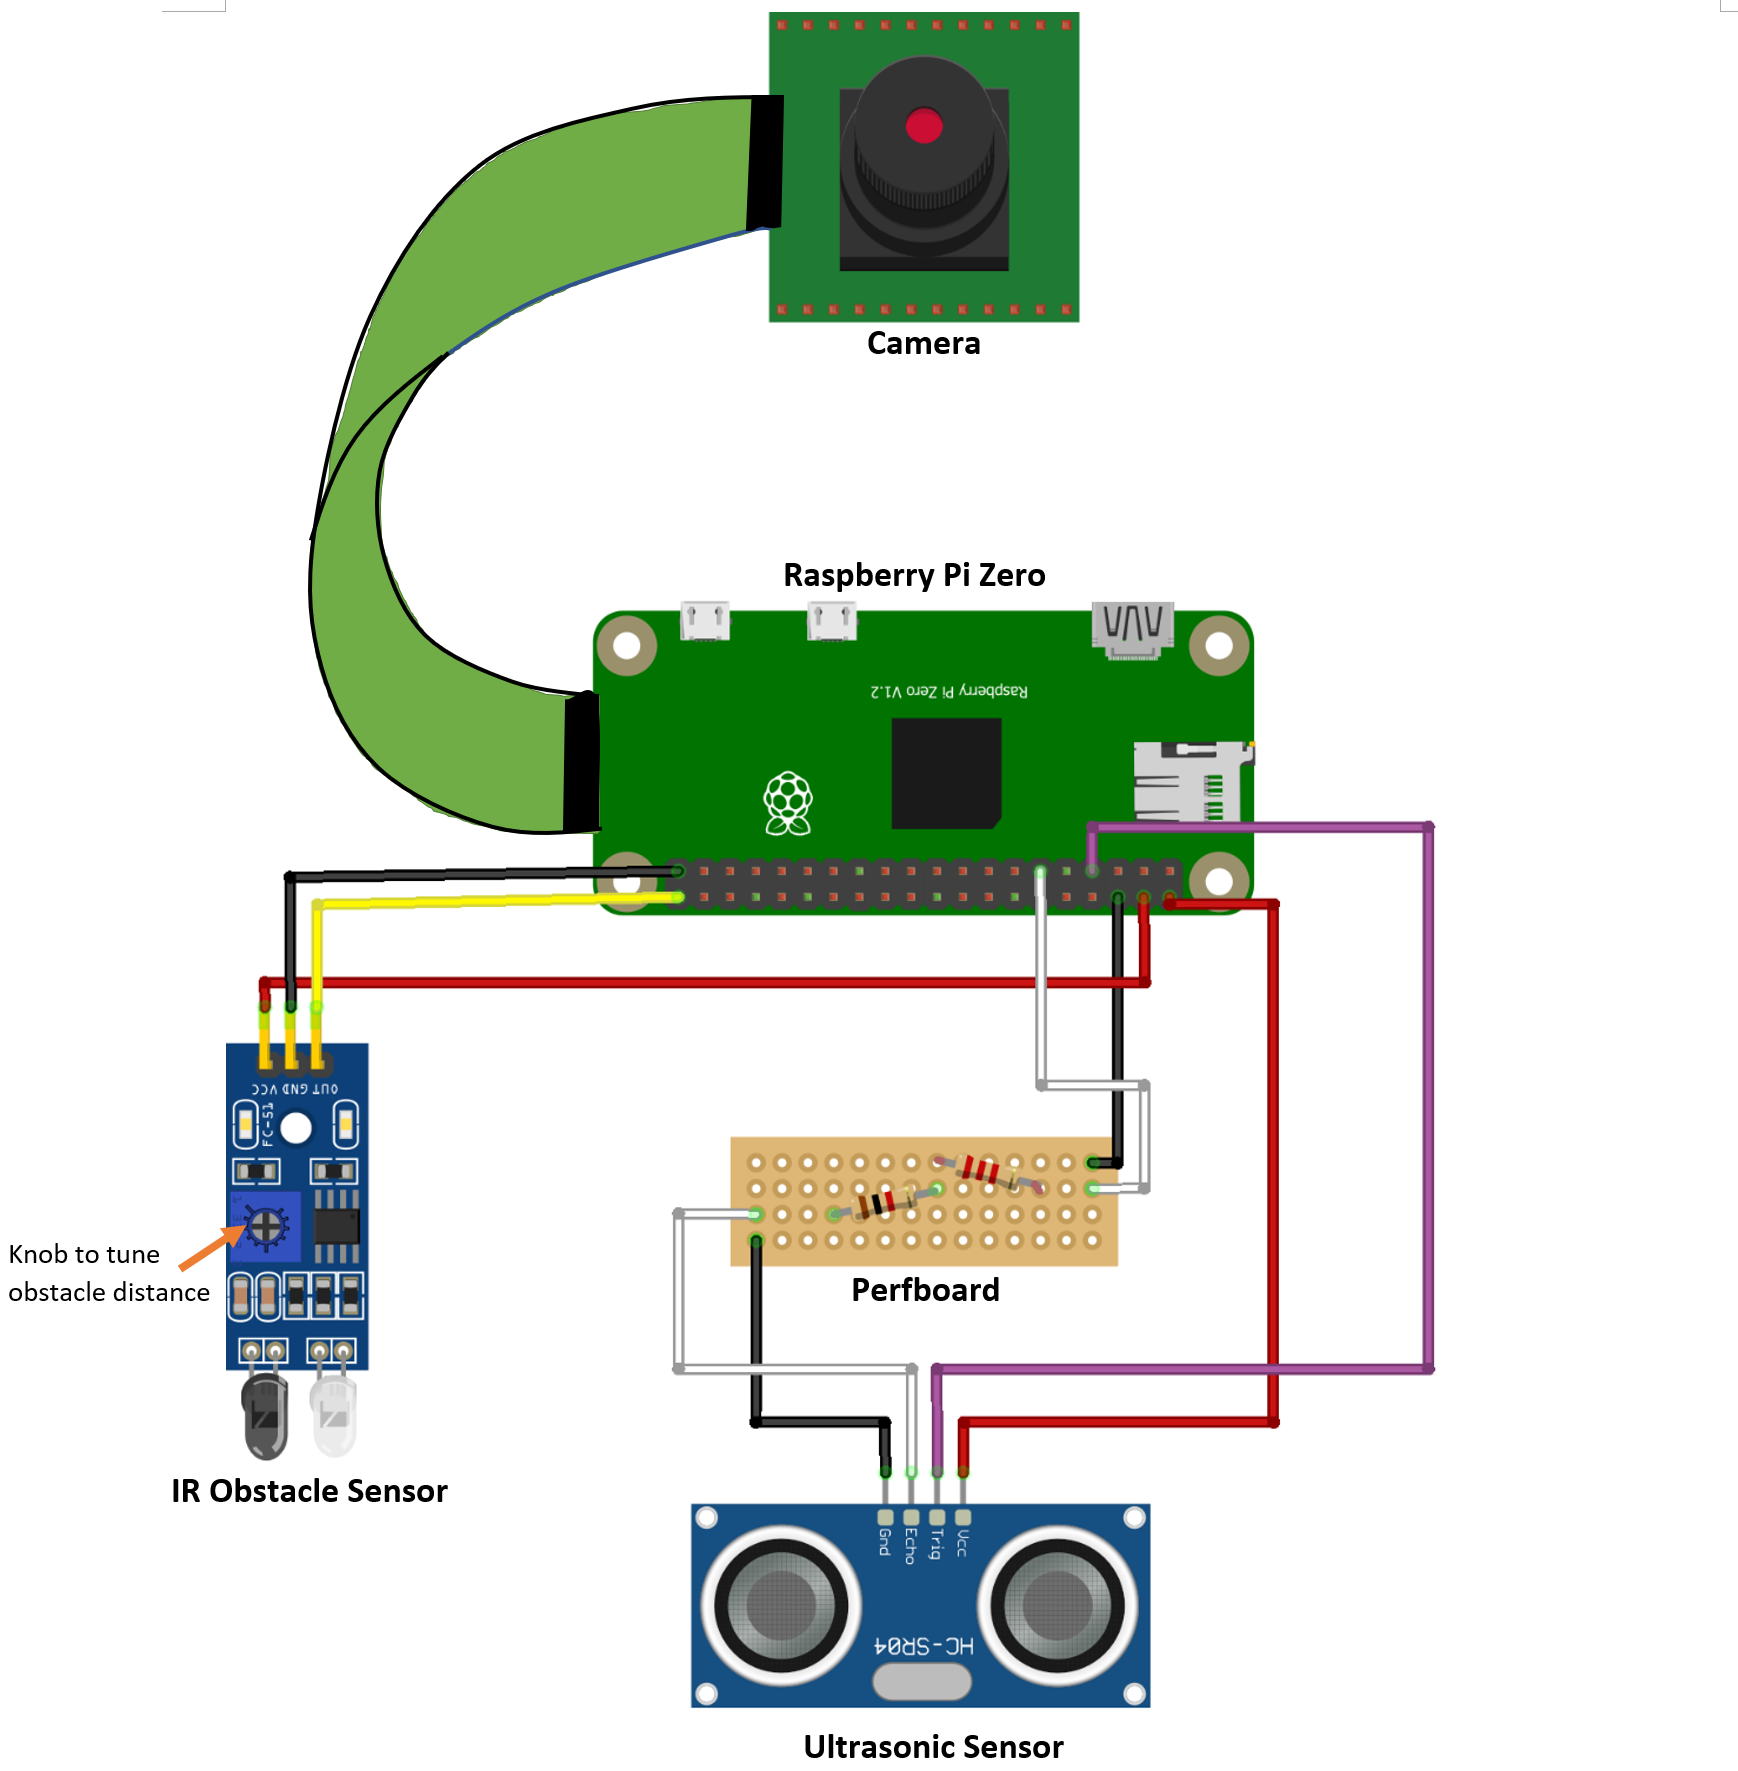 Camera
Raspberry Pi Zero
Raspberry Pi Zero V1.2
OUT GND VCC
FC-51
Knob to tune
obstacle distance
Perfboard
IR Obstacle Sensor
Gnd
Echo
Trig
Vcc
HC-SR04
Ultrasonic Sensor